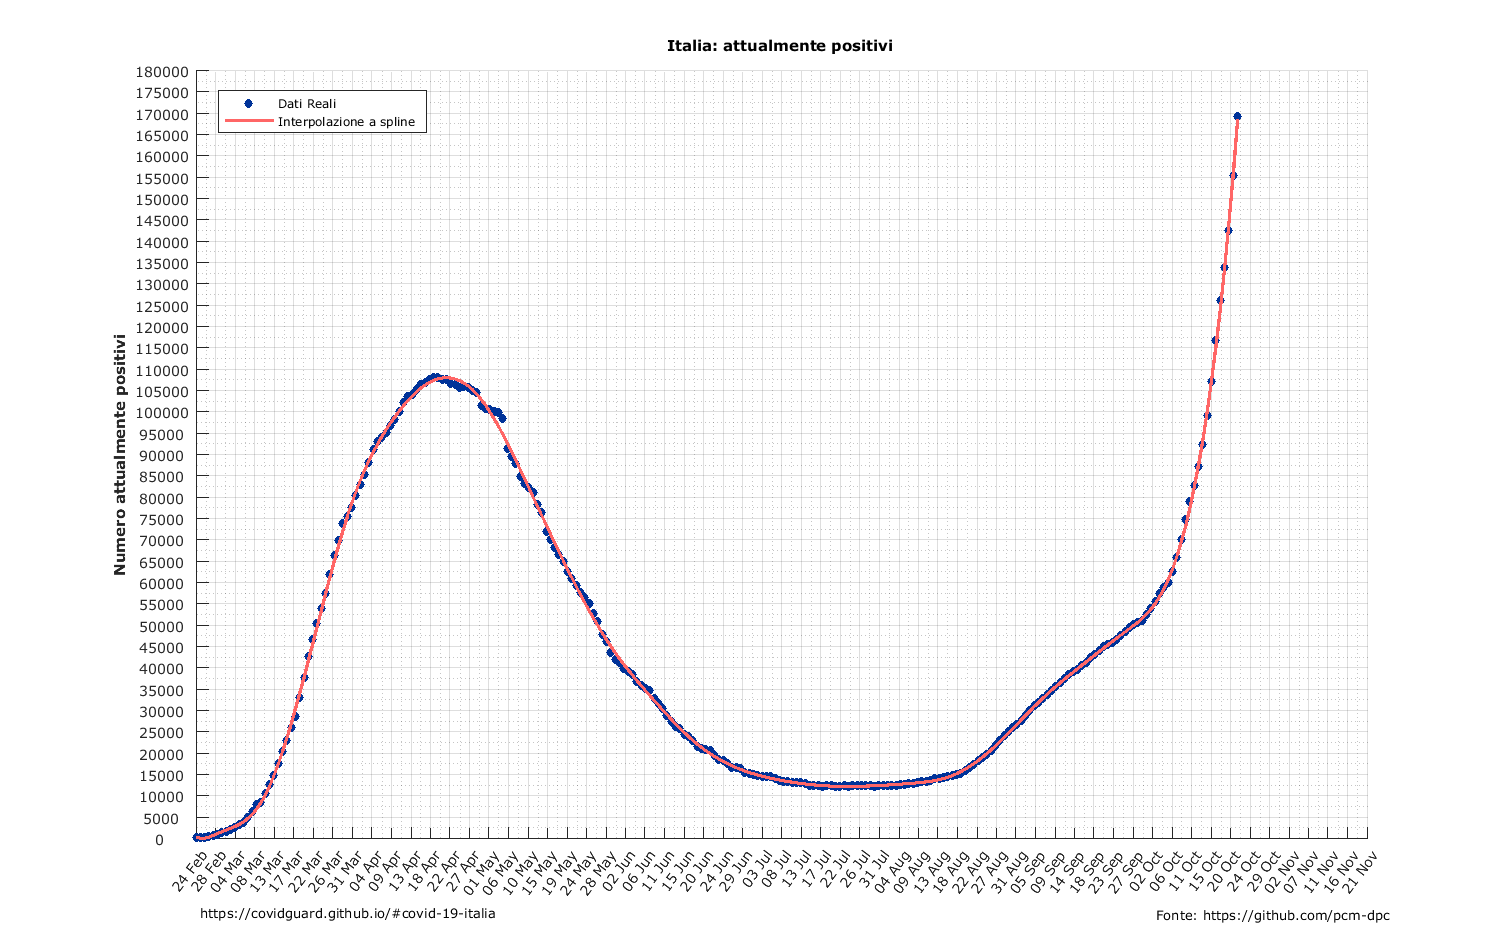 Italia: attualmente positivi
Numero attualmente positivi
180000
175000
170000
165000
160000
155000
150000
145000
140000
135000
130000
125000
120000
115000
110000
105000
100000
95000
90000
85000
80000
75000
70000
65000
60000
55000
50000
45000
40000
35000
30000
25000
20000
15000
10000
5000
0
Dati Reali
Interpolazione a spline
24 Feb
28 Feb
04 Mar
08 Mar
13 Mar
17 Mar
22 Mar
26 Mar
31 Mar
04 Apr
09 Apr
13 Apr
18 Apr
22 Apr
27 Apr
01 May
06 May
10 May
15 May
19 May
24 May
28 May
02 Jun
06 Jun
11 Jun
15 Jun
20 Jun
24 Jun
29 Jun
03 Jul
08 Jul
13 Jul
17 Jul
22 Jul
26 Jul
31 Jul
04 Aug
09 Aug
13 Aug
18 Aug
22 Aug
27 Aug
31 Aug
05 Sep
09 Sep
14 Sep
18 Sep
23 Sep
27 Sep
02 Oct
06 Oct
11 Oct
15 Oct
20 Oct
24 Oct
29 Oct
02 Nov
07 Nov
11 Nov
16 Nov
21 Nov
https://covidguard.github.io/#covid-19-italia
Fonte: https://github.com/pcm-dpc